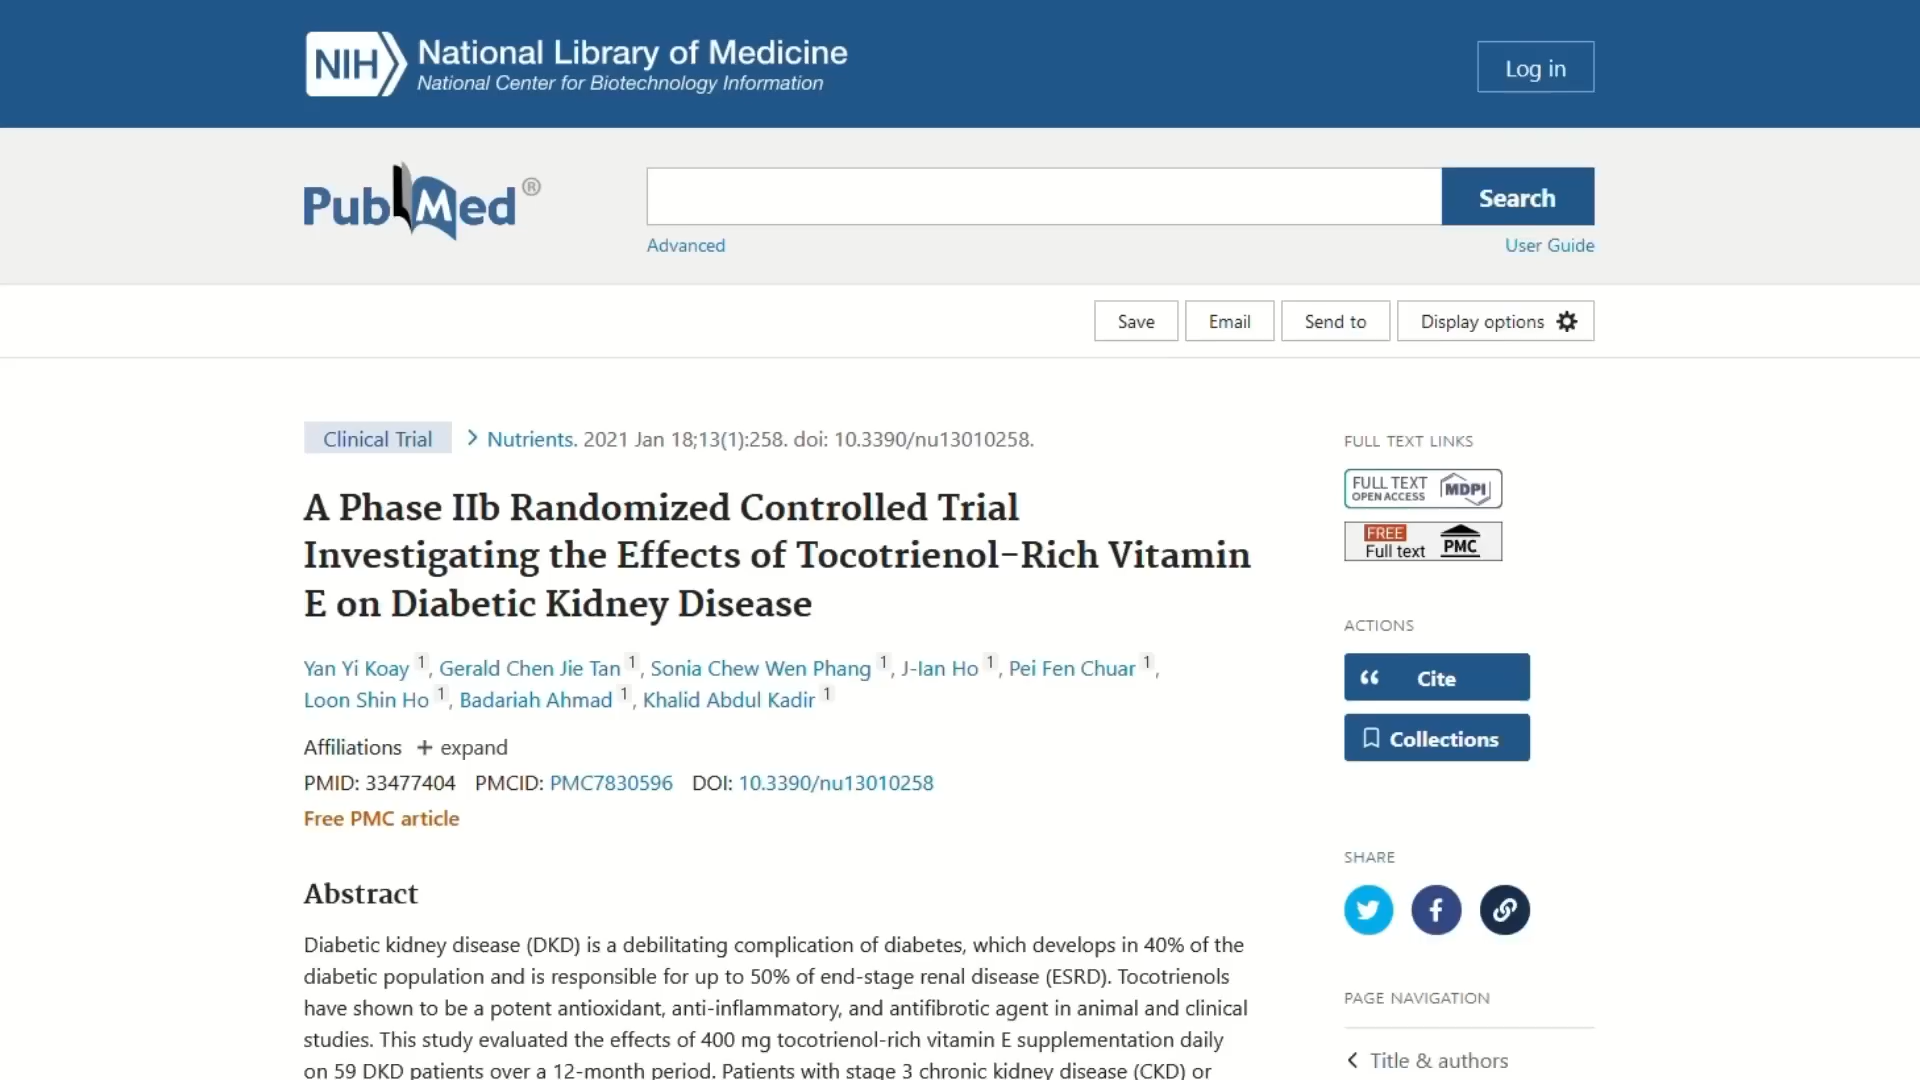 NIH National Library of Medicine
National Center for Biotechnology Information
Log in
PubMed®
Search
Advanced
User Guide
Save
Email
Send to
Display options
Clinical Trial
Nutrients. 2021 Jan 18;13(1):258. doi: 10.3390/nu13010258.
A Phase IIb Randomized Controlled Trial
Investigating the Effects of Tocotrienol-Rich Vitamin
E on Diabetic Kidney Disease
Yan Yi Koay 1, Gerald Chen Jie Tan 1, Sonia Chew Wen Phang 1, J-Ian Ho 1, Pei Fen Chuar 1,
Loon Shin Ho 1, Badariah Ahmad 1, Khalid Abdul Kadir 1
Affiliations + expand
PMID: 33477404 PMCID: PMC7830596 DOI: 10.3390/nu13010258
Free PMC article
Abstract
Diabetic kidney disease (DKD) is a debilitating complication of diabetes, which develops in 40% of the
diabetic population and is responsible for up to 50% of end-stage renal disease (ESRD). Tocotrienols
have shown to be a potent antioxidant, anti-inflammatory, and antifibrotic agent in animal and clinical
studies. This study evaluated the effects of 400 mg tocotrienol-rich vitamin E supplementation daily
on 59 DKD patients over a 12-month period. Patients with stage 3 chronic kidney disease (CKD) or
FULL TEXT LINKS
FULL TEXT
OPEN ACCESS
MDPI
FREE
Full text
PMC
ACTIONS
Cite
Collections
SHARE
PAGE NAVIGATION
Title & authors